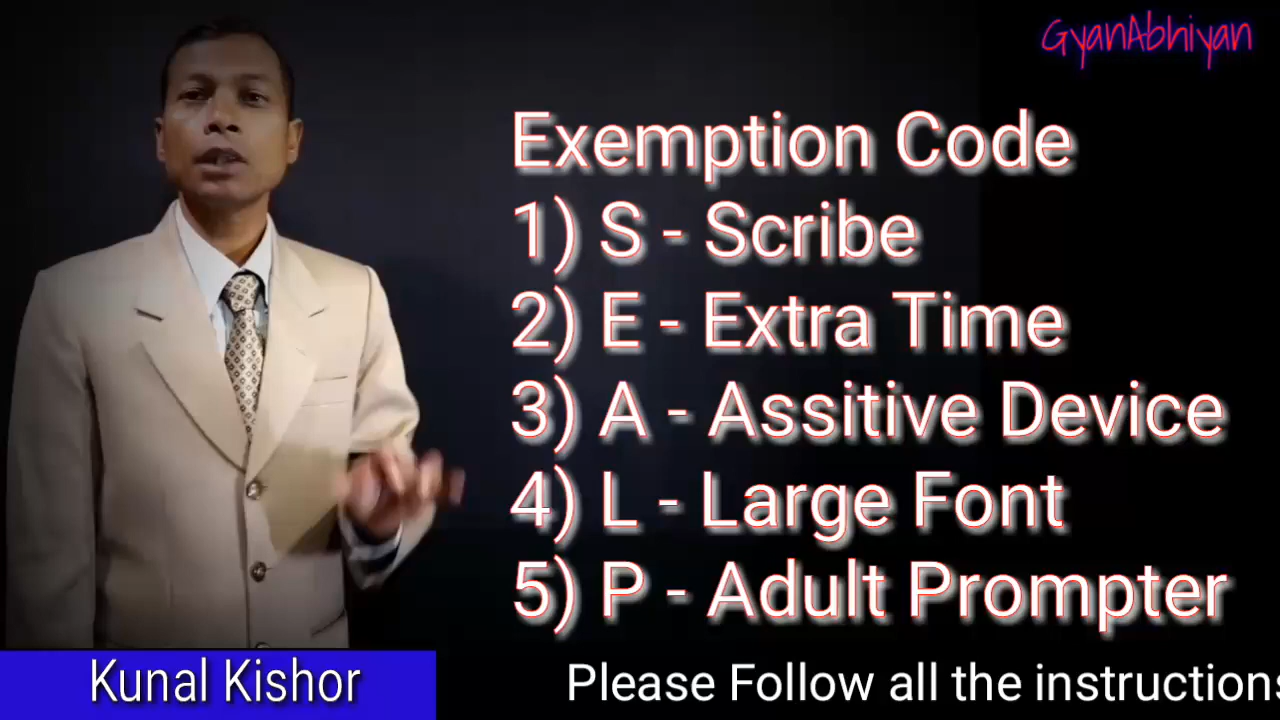 GyanAbhiyan
Exemption Code
1) S - Scribe
2) E - Extra Time
3) A - Assitive Device
4) L - Large Font
5) P - Adult Prompter
Kunal Kishor
Please Follow all the instructions